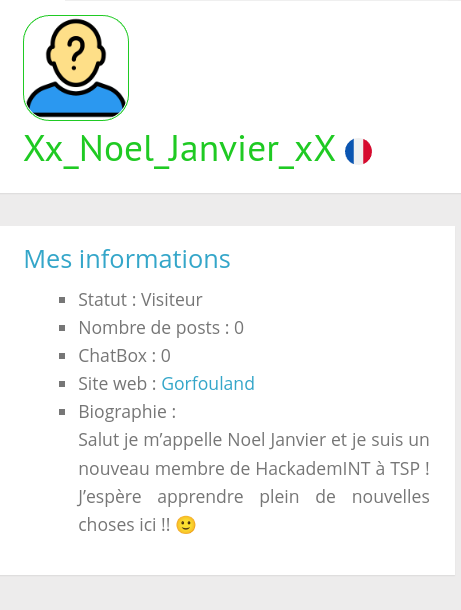 ?
Xx_Noel_Janvier_xX
Mes informations
Statut : Visiteur
Nombre de posts : 0
ChatBox : 0
Site web : Gorfouland
Biographie :
Salut je m’appelle Noel Janvier et je suis un
nouveau membre de HackademINT à TSP !
J’espère apprendre plein de nouvelles
choses ici !! 🙂